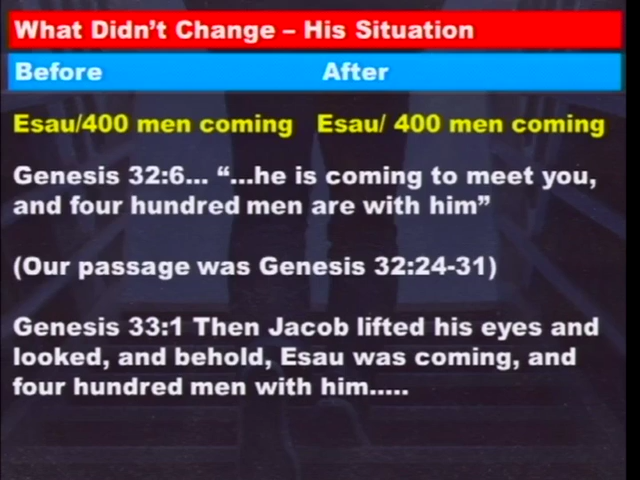 What Didn't Change – His Situation
Before After
Esau/400 men coming Esau/ 400 men coming
Genesis 32:6... “...he is coming to meet you,
and four hundred men are with him”
(Our passage was Genesis 32:24-31)
Genesis 33:1 Then Jacob lifted his eyes and
looked, and behold, Esau was coming, and
four hundred men with him.....